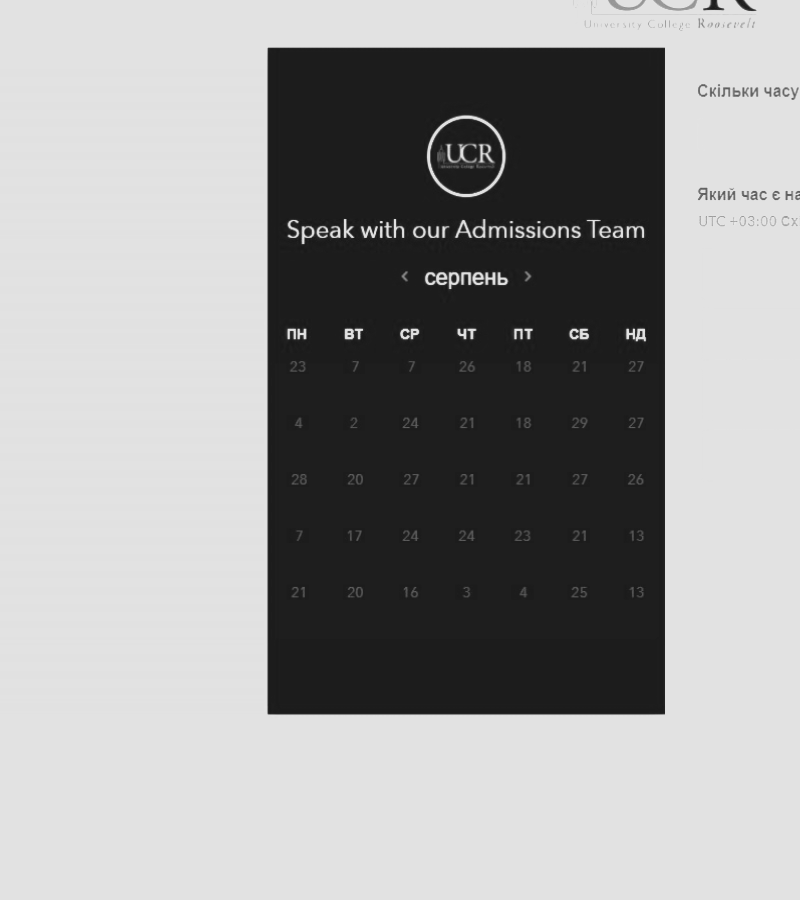 UCR
University College Roosevelt
Скільки часу
UCR
Який час є на
UTC +03:00 Сх
Speak with our Admissions Team
< серпень >
ПН ВТ СР ЧТ ПТ СБ НД
23 7 7 26 18 21 27
4 2 24 21 18 29 27
28 20 27 21 21 27 26
7 17 24 24 23 21 13
21 20 16 3 4 25 13